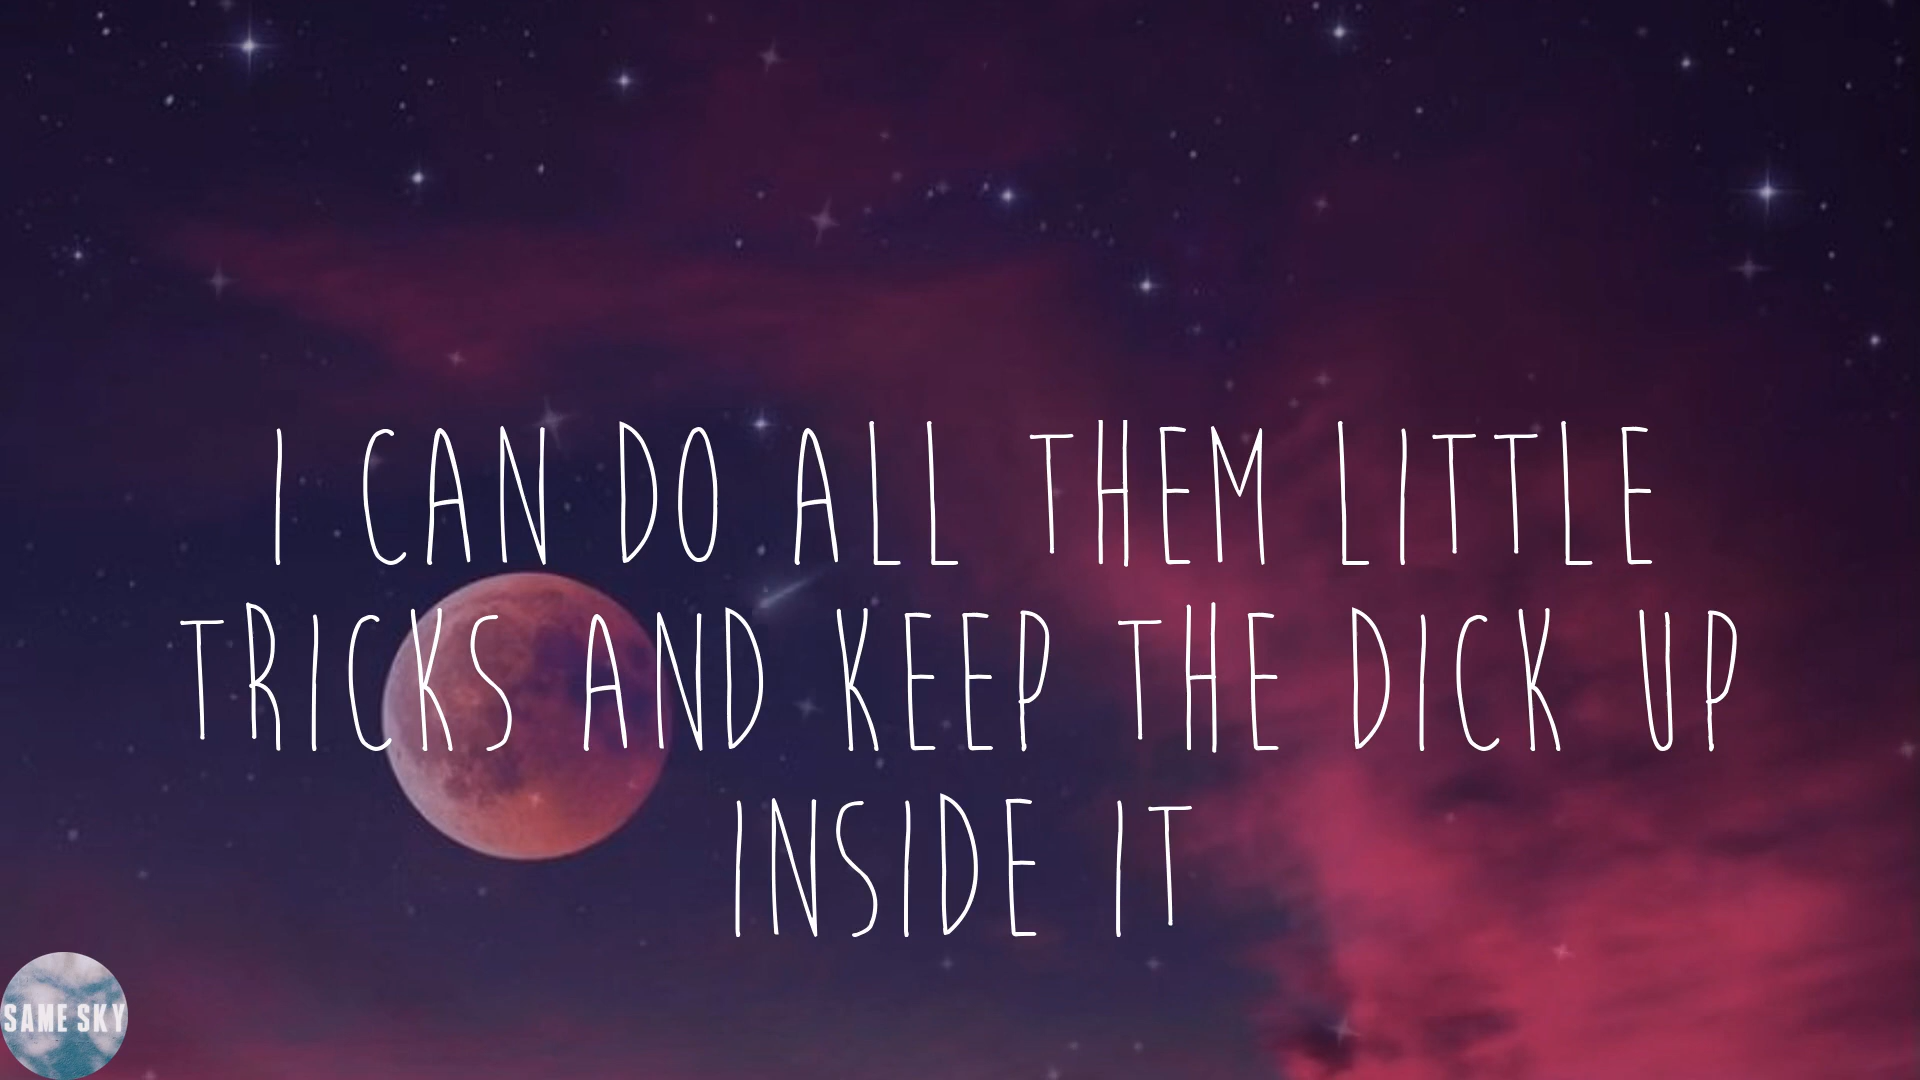 I CAN DO ALL THEM LITTLE
TRICKS AND KEEP THE DICK UP
INSIDE IT
SAME SKY